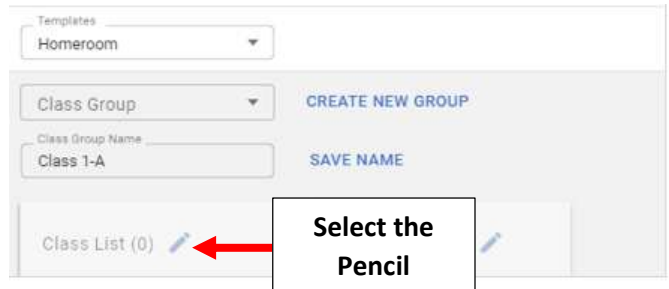 Templates
Homeroom
Class Group
CREATE NEW GROUP
Class Group Name
Class 1-A
SAVE NAME
Class List (0)
Select the
Pencil